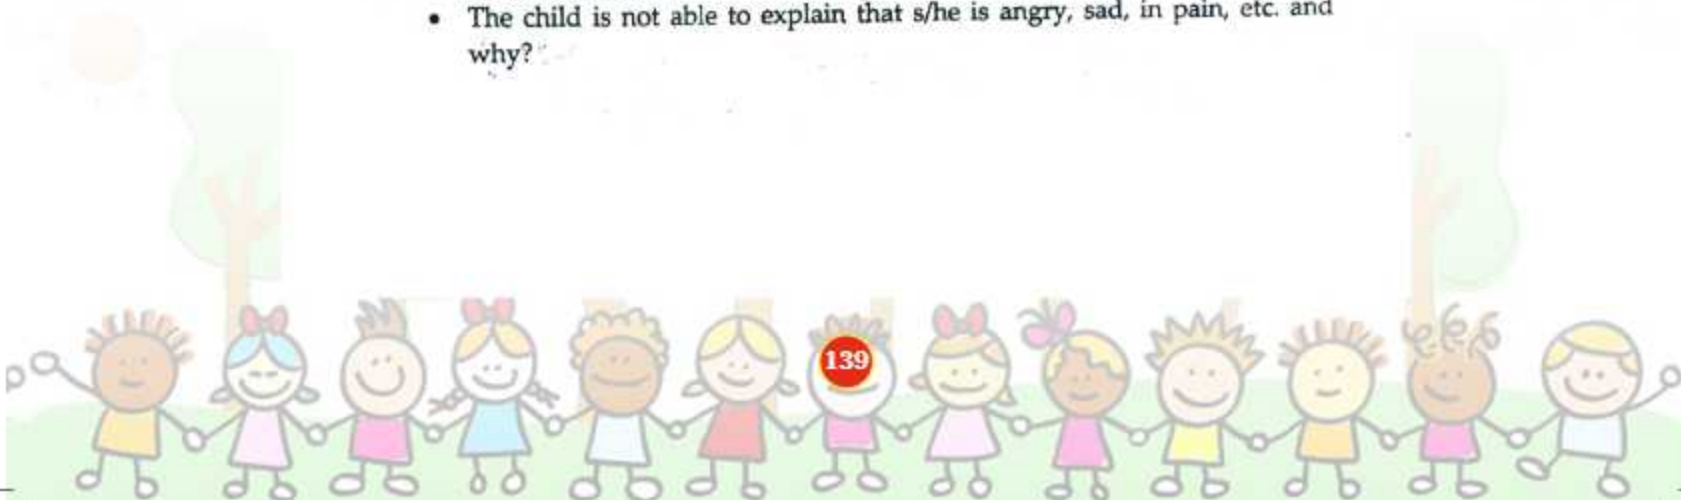 • The child is not able to explain that s/he is angry, sad, in pain, etc. and
why?
139